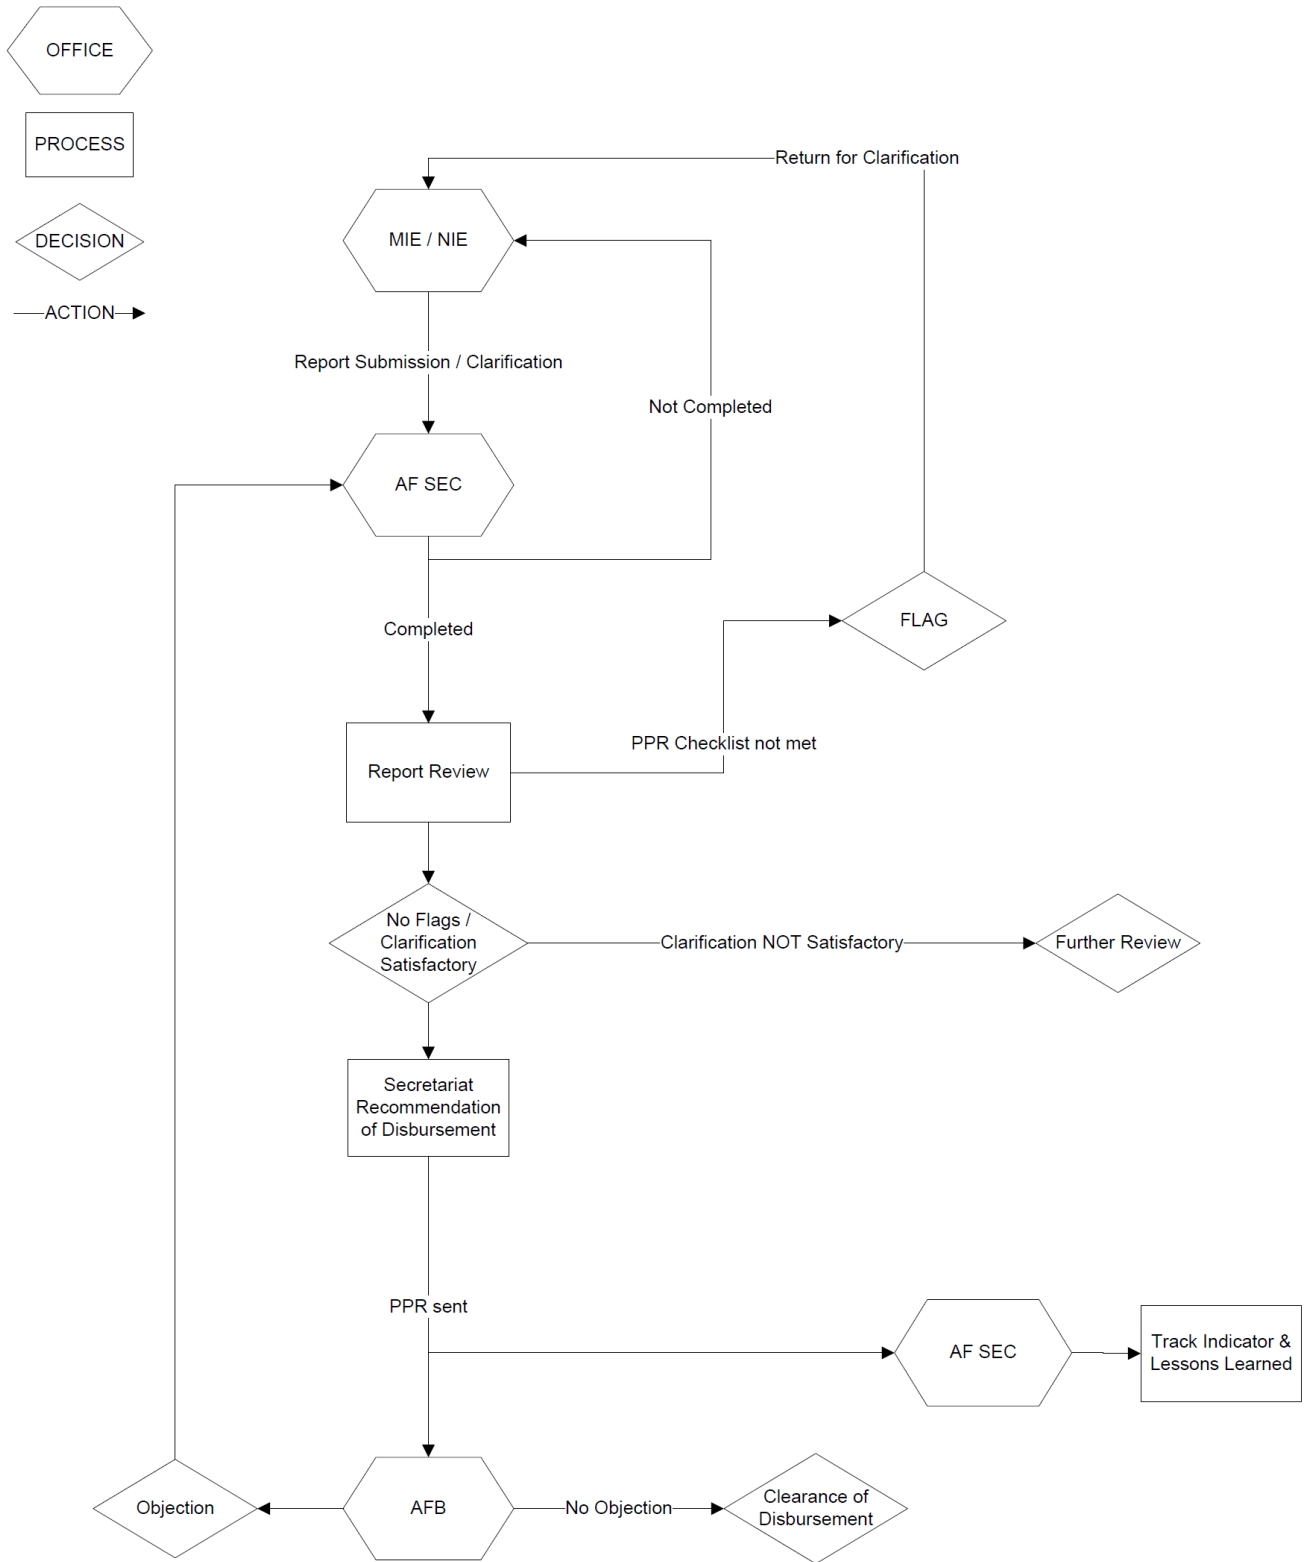 OFFICE
PROCESS
DECISION
ACTION
Return for Clarification
MIE / NIE
Report Submission / Clarification
Not Completed
AF SEC
Completed
FLAG
PPR Checklist not met
Report Review
No Flags /
Clarification
Satisfactory
Clarification NOT Satisfactory
Further Review
Secretariat
Recommendation
of Disbursement
PPR sent
AF SEC
Track Indicator &
Lessons Learned
Objection
AFB
No Objection
Clearance of
Disbursement